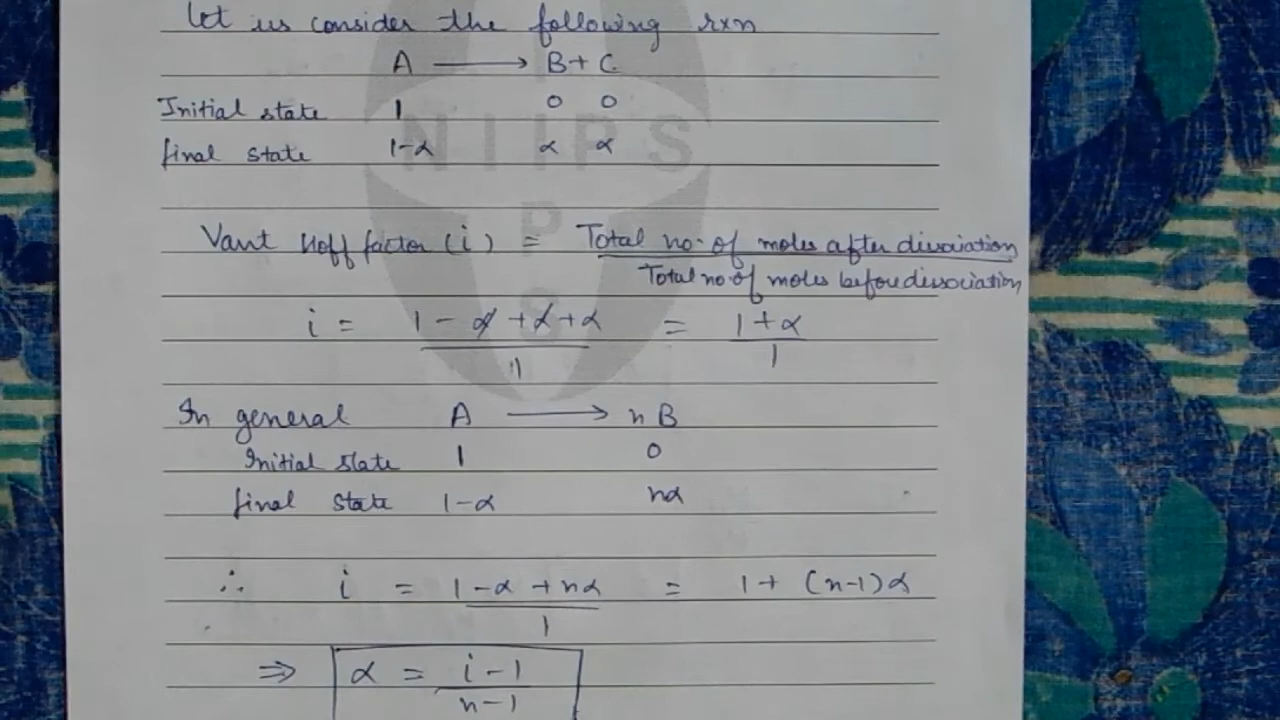 Let us consider the following rxn
A ⟶ B + C
Initial state 1 0 0
final state 1-α α α
NIIPS
P
S
Vant Hoff factor (i) = Total no. of moles after dissociation
Total no. of moles before dissociation
i = 1 - α + α + α / 1 = 1 + α / 1
In general A ⟶ nB
Initial state 1 0
final state 1-α nα
∴ i = 1-α + nα / 1 = 1 + (n-1)α
⇒ α = i - 1 / n - 1